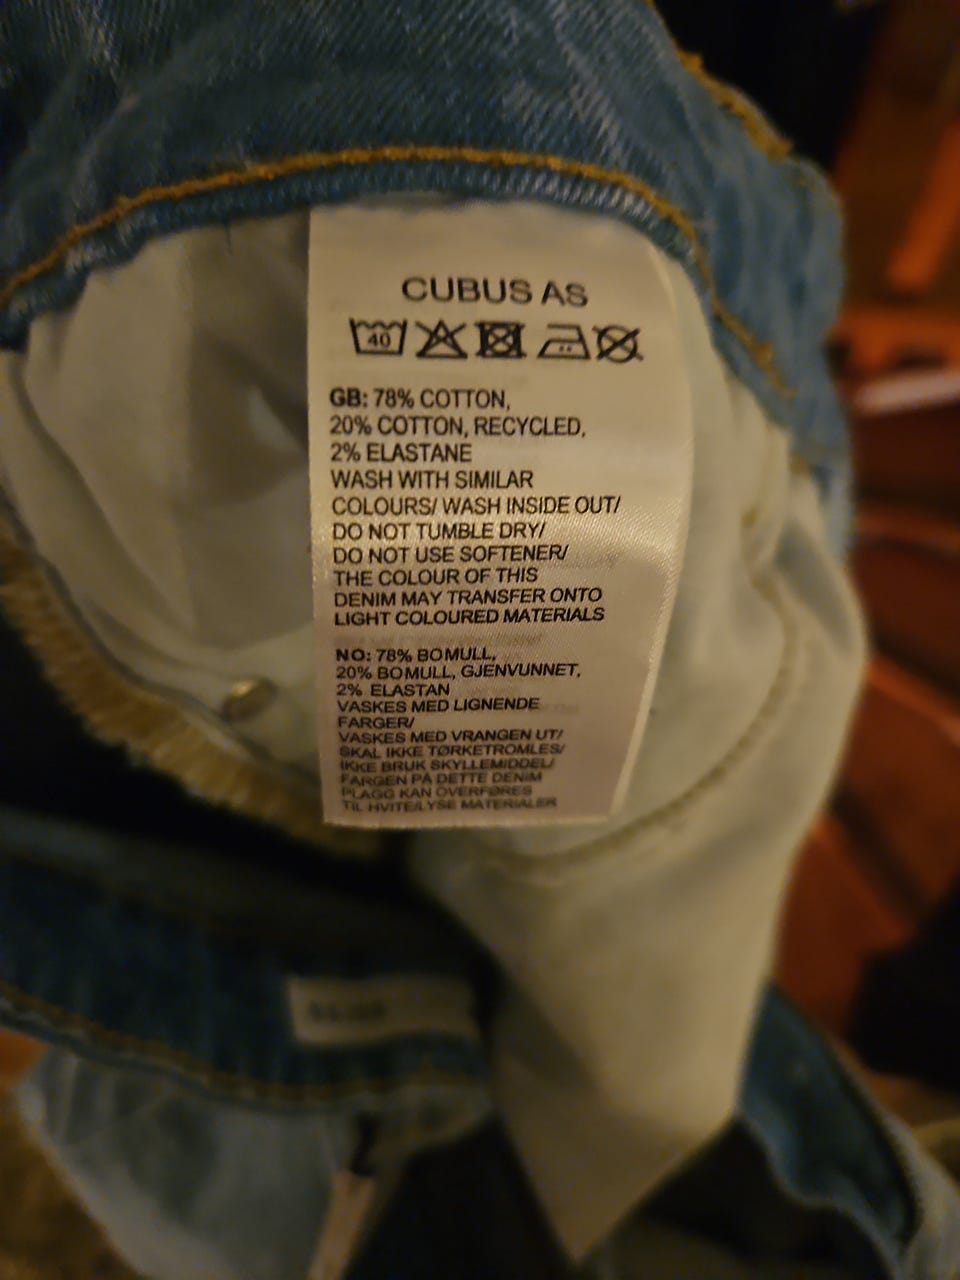 CUBUS AS
40
GB: 78% COTTON,
20% COTTON, RECYCLED,
2% ELASTANE
WASH WITH SIMILAR
COLOURS/ WASH INSIDE OUT/
DO NOT TUMBLE DRY/
DO NOT USE SOFTENER/
THE COLOUR OF THIS
DENIM MAY TRANSFER ONTO
LIGHT COLOURED MATERIALS
NO: 78% BOMULL,
20% BOMULL, GJENVUNNET,
2% ELASTAN
VASKES MED LIGNENDE
FARGER/
VASKES MED VRANGEN UT/
SKAL IKKE TØRKETROMLES/
IKKE BRUK SKYLLEMIDDEL/
FARGEN PÅ DETTE DENIM
PLAGG KAN OVERFØRES
TIL HVITE/LYSE MATERIALER